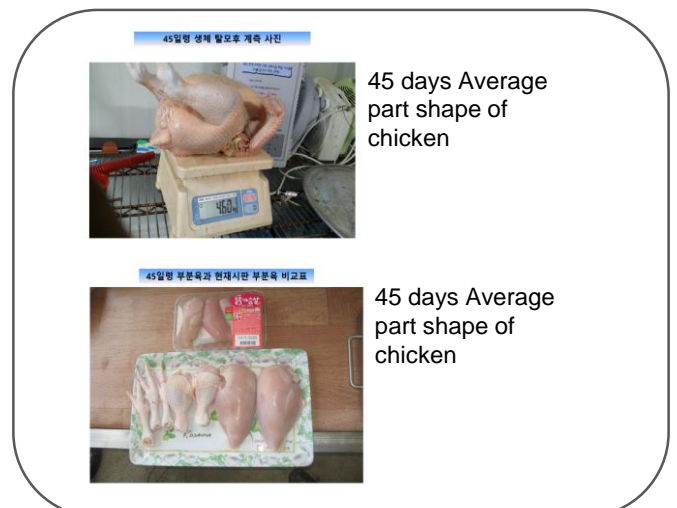 45일령 생체 탈모후 계측 사진
45 days Average
part shape of
chicken
45일령 부분육과 현재시판 부분육 비교표
45 days Average
part shape of
chicken